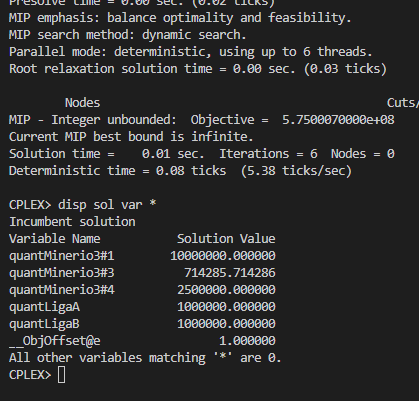 Presolve time = 0.00 sec. (0.02 ticks)
MIP emphasis: balance optimality and feasibility.
MIP search method: dynamic search.
Parallel mode: deterministic, using up to 6 threads.
Root relaxation solution time = 0.00 sec. (0.03 ticks)
Nodes Cuts/
MIP - Integer unbounded: Objective = 5.7500070000e+08
Current MIP best bound is infinite.
Solution time = 0.01 sec. Iterations = 6 Nodes = 0
Deterministic time = 0.08 ticks (5.38 ticks/sec)
CPLEX> disp sol var *
Incumbent solution
Variable Name Solution Value
quantMinerio3#1 10000000.000000
quantMinerio3#3 714285.714286
quantMinerio3#4 2500000.000000
quantLigaA 1000000.000000
quantLigaB 1000000.000000
__ObjOffset@e 1.000000
All other variables matching '*' are 0.
CPLEX>